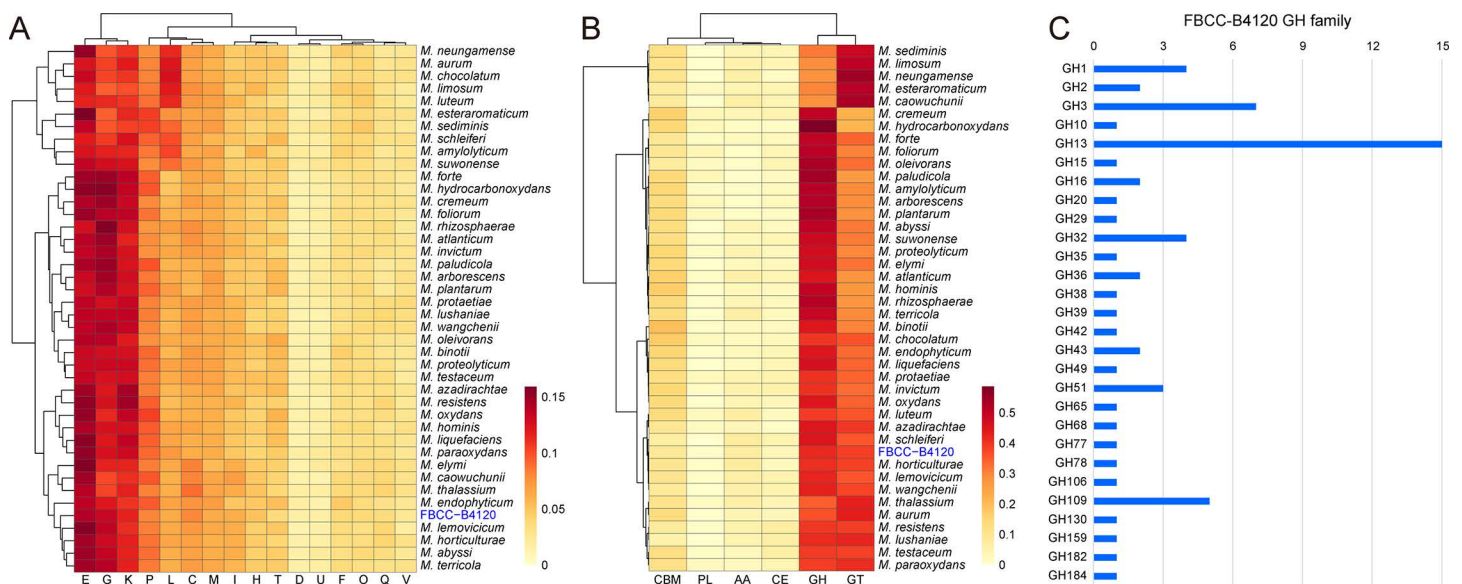 A
M. neungamense
M. aurum
M. chocolatum
M. limosum
M. luteum
M. esteraromaticum
M. sediminis
M. schleiferi
M. amylolyticum
M. suwonense
M. forte
M. hydrocarbonoxydans
M. cremeum
M. foliorum
M. rhizosphaerae
M. atlanticum
M. invictum
M. paludicola
M. arborescens
M. plantarum
M. protaetiae
M. lushaniae
M. wangchenii
M. oleivorans
M. binotii
M. proteolyticum
M. testaceum
M. azadirachtae
M. resistens
M. oxydans
M. hominis
M. liquefaciens
M. paraoxydans
M. elymi
M. caowuchunii
M. thalassium
M. endophyticum
FBCC−B4120
M. lemovicicum
M. horticulturae
M. abyssi
M. terricola
E G K P L C M I H T D U F O Q V
0.15
0.1
0.05
0
B
M. sediminis
M. limosum
M. neungamense
M. esteraromaticum
M. caowuchunii
M. cremeum
M. hydrocarbonoxydans
M. forte
M. foliorum
M. oleivorans
M. paludicola
M. amylolyticum
M. arborescens
M. plantarum
M. abyssi
M. suwonense
M. proteolyticum
M. elymi
M. atlanticum
M. hominis
M. rhizosphaerae
M. terricola
M. binotii
M. chocolatum
M. endophyticum
M. liquefaciens
M. protaetiae
M. invictum
M. oxydans
M. luteum
M. azadirachtae
M. schleiferi
FBCC−B4120
M. horticulturae
M. lemovicicum
M. wangchenii
M. thalassium
M. aurum
M. resistens
M. lushaniae
M. testaceum
M. paraoxydans
CBM PL AA CE GH GT
0.5
0.4
0.3
0.2
0.1
0
C
FBCC-B4120 GH family
0 3 6 9 12 15
GH1
GH2
GH3
GH10
GH13
GH15
GH16
GH20
GH29
GH32
GH35
GH36
GH38
GH39
GH42
GH43
GH49
GH51
GH65
GH68
GH77
GH78
GH106
GH109
GH130
GH159
GH182
GH184